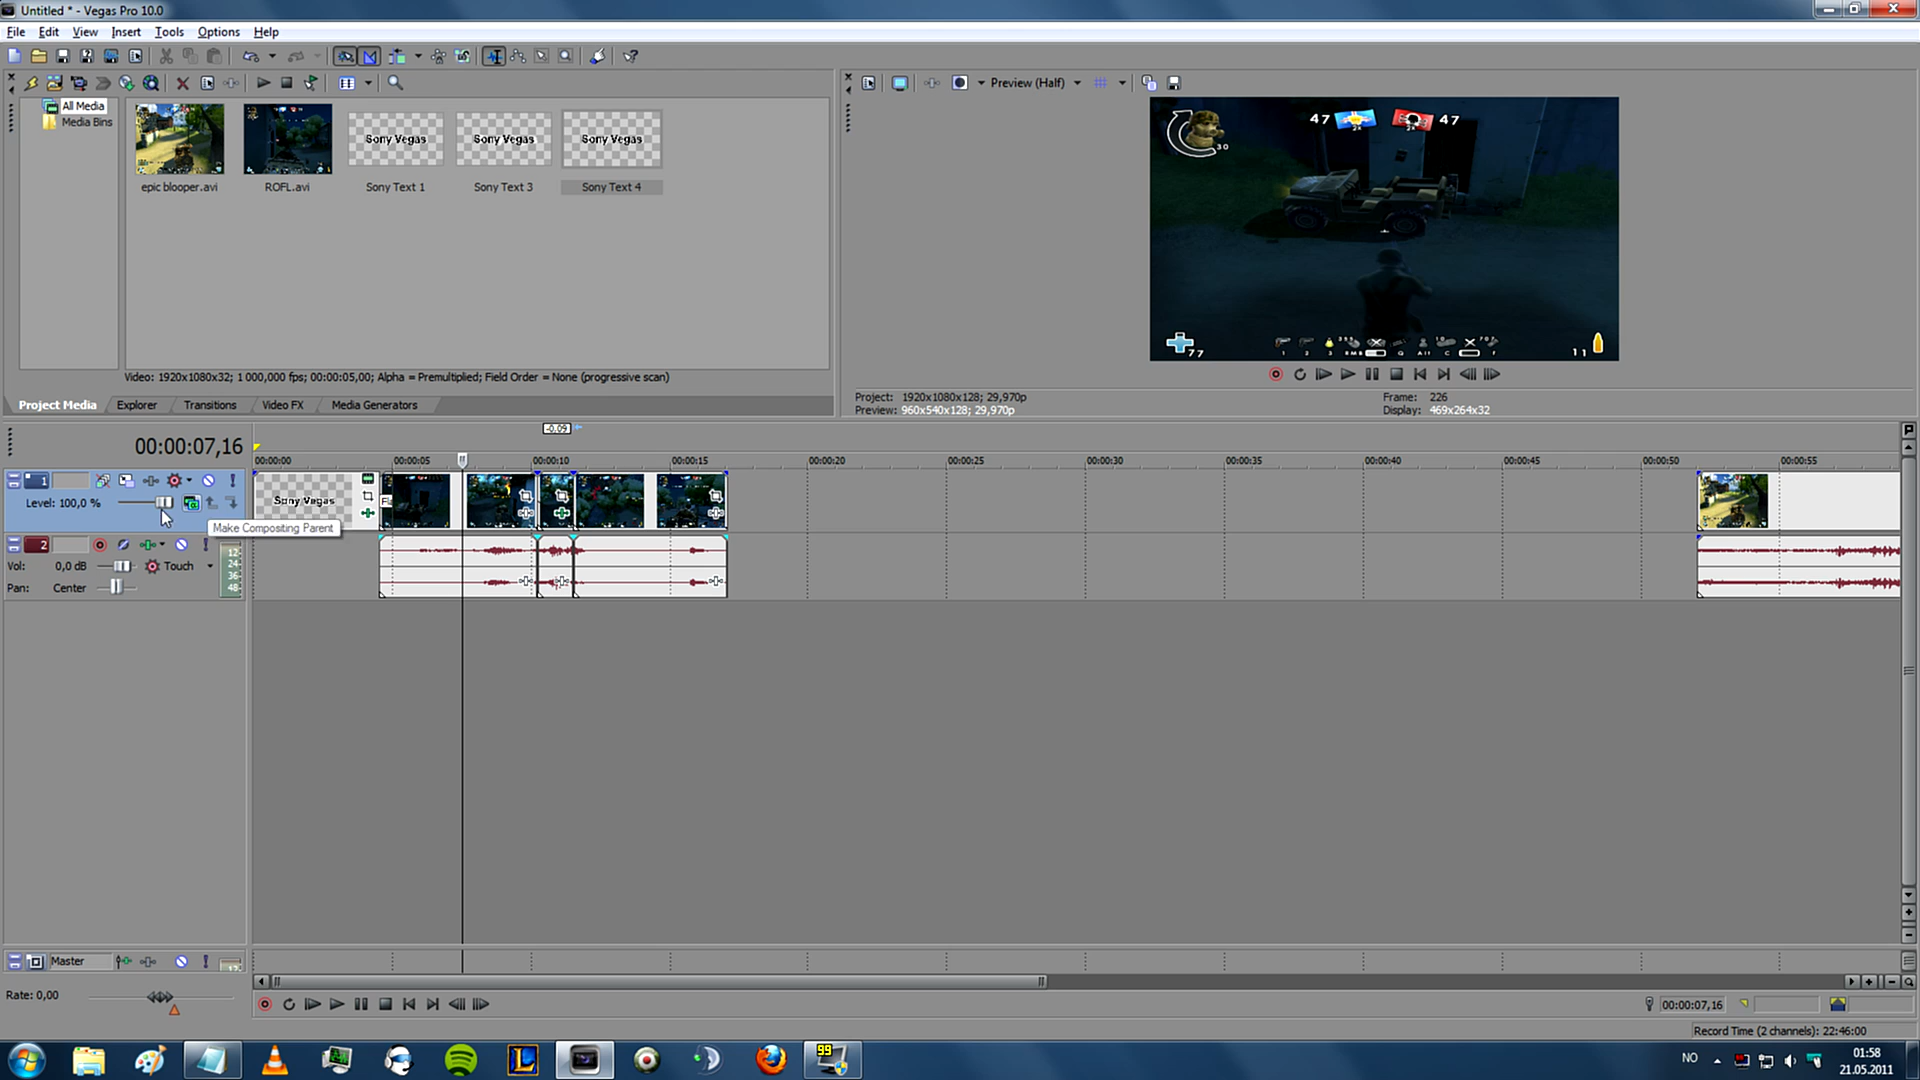 Untitled * - Vegas Pro 10.0
File Edit View Insert Tools Options Help
All Media
Media Bins
Sony Vegas Sony Vegas Sony Vegas
epic blooper.avi ROFL.avi Sony Text 1 Sony Text 3 Sony Text 4
Video: 1920x1080x32; 1 000,000 fps; 00:00:05,00; Alpha = Premultiplied; Field Order = None (progressive scan)
Project Media Explorer Transitions Video FX Media Generators
Preview (Half)
47 47
30
77
11
Project: 1920x1080x128; 29,970p
Preview: 960x540x128; 29,970p
Frame: 226
Display: 469x264x32
-0.09
00:00:07,16
00:00:00 00:00:05 00:00:10 00:00:15 00:00:20 00:00:25 00:00:30 00:00:35 00:00:40 00:00:45 00:00:50 00:00:55
1
Level: 100,0 %
Sony Vegas
Make Compositing Parent
2
Vol: 0,0 dB Touch
Pan: Center
12
24
36
48
Master
Rate: 0,00
00:00:07,16
Record Time (2 channels): 22:46:00
99
NO
01:58
21.05.2011